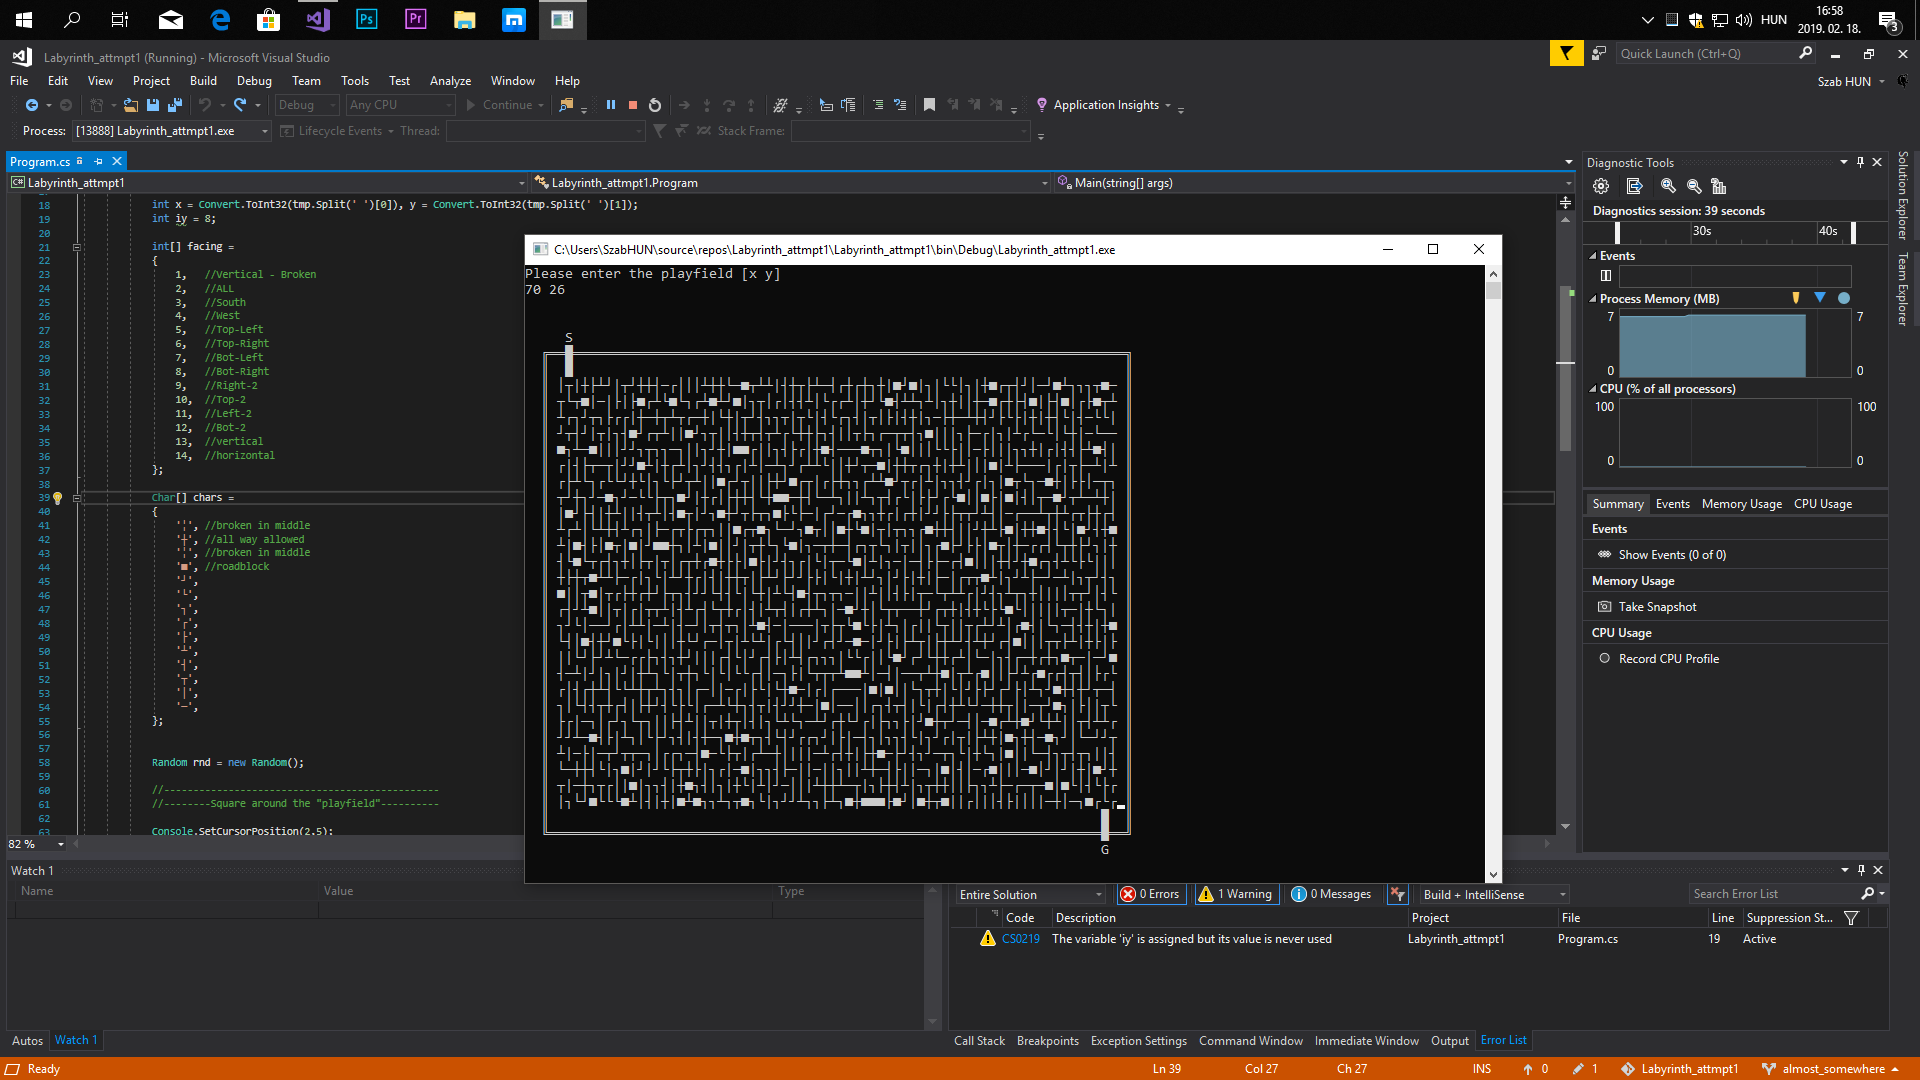 Ps
Pr
HUN
16:58
2019. 02. 18.
3
Labyrinth_attmpt1 (Running) - Microsoft Visual Studio
Quick Launch (Ctrl+Q)
File Edit View Project Build Debug Team Tools Test Analyze Window Help
Szab HUN
Debug Any CPU Continue Application Insights
Process: [13888] Labyrinth_attmpt1.exe Lifecycle Events Thread: Stack Frame:
Program.cs
Labyrinth_attmpt1 Labyrinth_attmpt1.Program Main(string[] args)
18 int x = Convert.ToInt32(tmp.Split(' ')[0]), y = Convert.ToInt32(tmp.Split(' ')[1]);
19 int iy = 8;
20
21 int[] facing =
22 {
23 1, //Vertical - Broken
24 2, //ALL
25 3, //South
26 4, //West
27 5, //Top-Left
28 6, //Top-Right
29 7, //Bot-Left
30 8, //Bot-Right
31 9, //Right-2
32 10, //Top-2
33 11, //Left-2
34 12, //Bot-2
35 13, //vertical
36 14, //horizontal
37 };
38
39 Char[] chars =
40 {
41 '¦', //broken in middle
42 '┼', //all way allowed
43 '¦', //broken in middle
44 '■', //roadblock
45 '┘',
46 '└',
47 '┐',
48 '┌',
49 '├',
50 '┴',
51 '┤',
52 '┬',
53 '│',
54 '─',
55 };
56
57
58 Random rnd = new Random();
59
60
61 //--------Square around the "playfield"----------
62
63 Console.SetCursorPosition(2,5);
82 %
C:\Users\SzabHUN\source\repos\Labyrinth_attmpt1\Labyrinth_attmpt1\bin\Debug\Labyrinth_attmpt1.exe
Please enter the playfield [x y]
70 26
S
G
Diagnostic Tools
Diagnostics session: 39 seconds
30s 40s
Events
Process Memory (MB)
7 7
0 0
CPU (% of all processors)
100 100
0 0
Summary Events Memory Usage CPU Usage
Events
Show Events (0 of 0)
Memory Usage
Take Snapshot
CPU Usage
Record CPU Profile
Solution Explorer
Team Explorer
Watch 1
Name Value Type
Autos Watch 1
Entire Solution 0 Errors 1 Warning 0 Messages Build + IntelliSense Search Error List
Code Description Project File Line Suppression St...
CS0219 The variable 'iy' is assigned but its value is never used Labyrinth_attmpt1 Program.cs 19 Active
Call Stack Breakpoints Exception Settings Command Window Immediate Window Output Error List
Ready Ln 39 Col 27 Ch 27 INS 0 1 Labyrinth_attmpt1 almost_somewhere